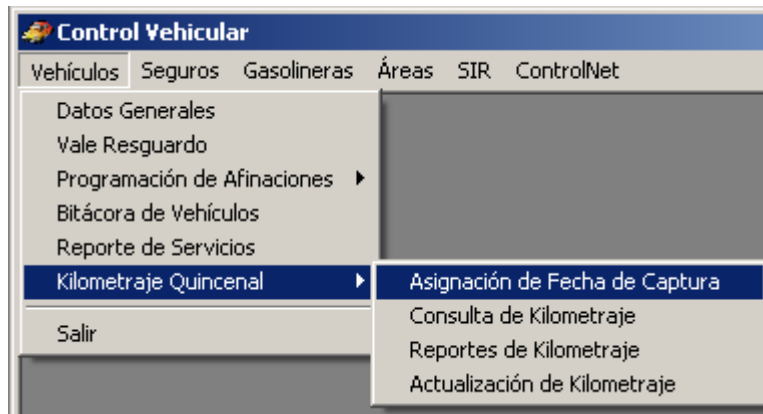 Control Vehicular
Vehículos Seguros Gasolineras Áreas SIR ControlNet
Datos Generales
Vale Resguardo
Programación de Afinaciones
Bitácora de Vehículos
Reporte de Servicios
Kilometraje Quincenal
Salir
Asignación de Fecha de Captura
Consulta de Kilometraje
Reportes de Kilometraje
Actualización de Kilometraje